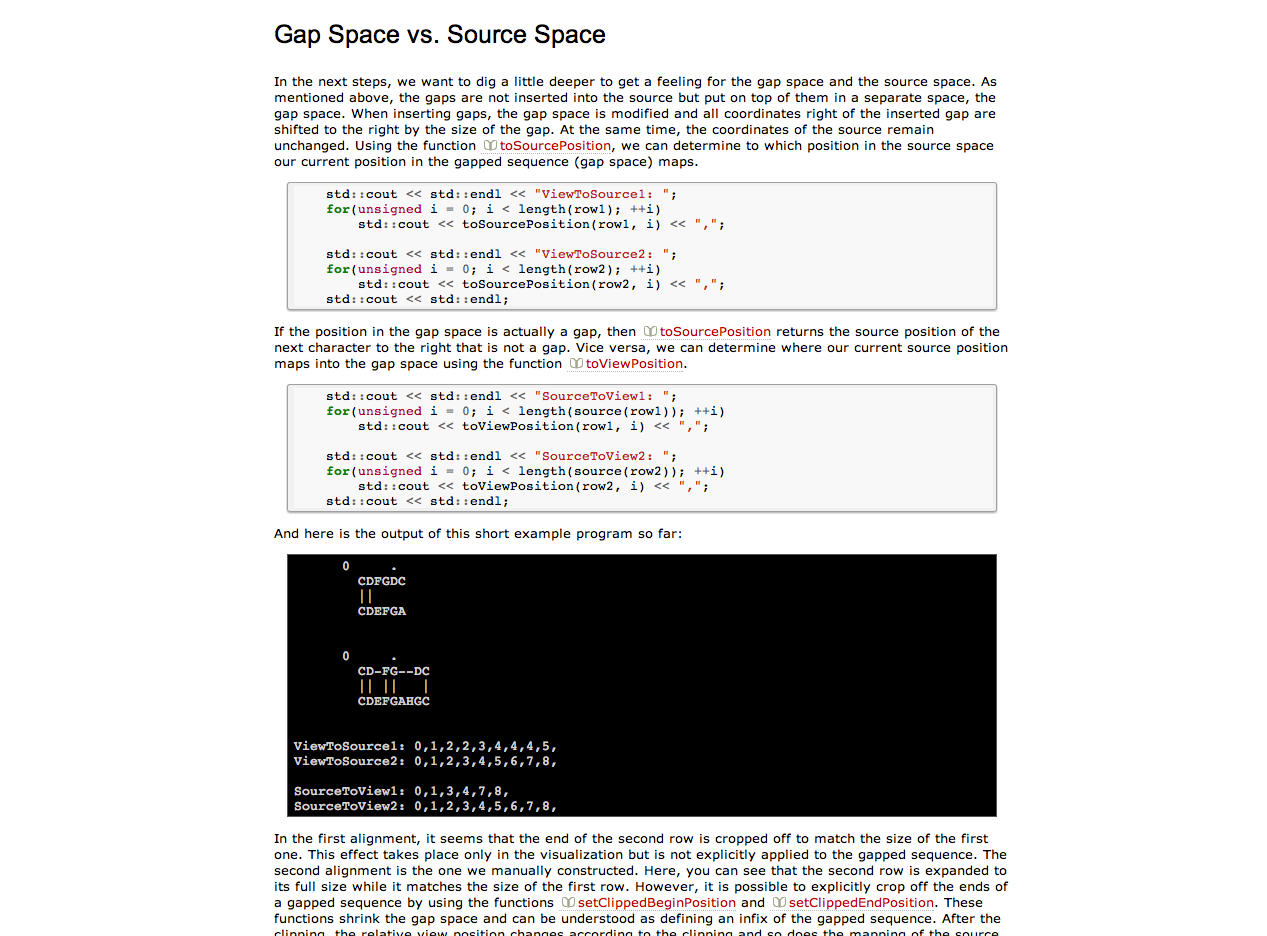 Gap Space vs. Source Space
In the next steps, we want to dig a little deeper to get a feeling for the gap space and the source space. As
mentioned above, the gaps are not inserted into the source but put on top of them in a separate space, the
gap space. When inserting gaps, the gap space is modified and all coordinates right of the inserted gap are
shifted to the right by the size of the gap. At the same time, the coordinates of the source remain
unchanged. Using the function toSourcePosition, we can determine to which position in the source space
our current position in the gapped sequence (gap space) maps.
std::cout << std::endl << "ViewToSource1: ";
for(unsigned i = 0; i < length(row1); ++i)
    std::cout << toSourcePosition(row1, i) << ",";
std::cout << std::endl << "ViewToSource2: ";
for(unsigned i = 0; i < length(row2); ++i)
    std::cout << toSourcePosition(row2, i) << ",";
std::cout << std::endl;
If the position in the gap space is actually a gap, then toSourcePosition returns the source position of the
next character to the right that is not a gap. Vice versa, we can determine where our current source position
maps into the gap space using the function toViewPosition.
std::cout << std::endl << "SourceToView1: ";
for(unsigned i = 0; i < length(source(row1)); ++i)
    std::cout << toViewPosition(row1, i) << ",";
std::cout << std::endl << "SourceToView2: ";
for(unsigned i = 0; i < length(source(row2)); ++i)
    std::cout << toViewPosition(row2, i) << ",";
std::cout << std::endl;
And here is the output of this short example program so far:
0     .
  CDFGDC
  ||
  CDEFGA
0     .
  CD-FG--DC
  || ||   |
  CDEFGAHGC
ViewToSource1: 0,1,2,2,3,4,4,4,5,
ViewToSource2: 0,1,2,3,4,5,6,7,8,
SourceToView1: 0,1,3,4,7,8,
SourceToView2: 0,1,2,3,4,5,6,7,8,
In the first alignment, it seems that the end of the second row is cropped off to match the size of the first
one. This effect takes place only in the visualization but is not explicitly applied to the gapped sequence. The
second alignment is the one we manually constructed. Here, you can see that the second row is expanded to
its full size while it matches the size of the first row. However, it is possible to explicitly crop off the ends of
a gapped sequence by using the functions setClippedBeginPosition and setClippedEndPosition. These
functions shrink the gap space and can be understood as defining an infix of the gapped sequence. After the
clipping, the relative view position changes according to the clipping and so does the mapping of the source